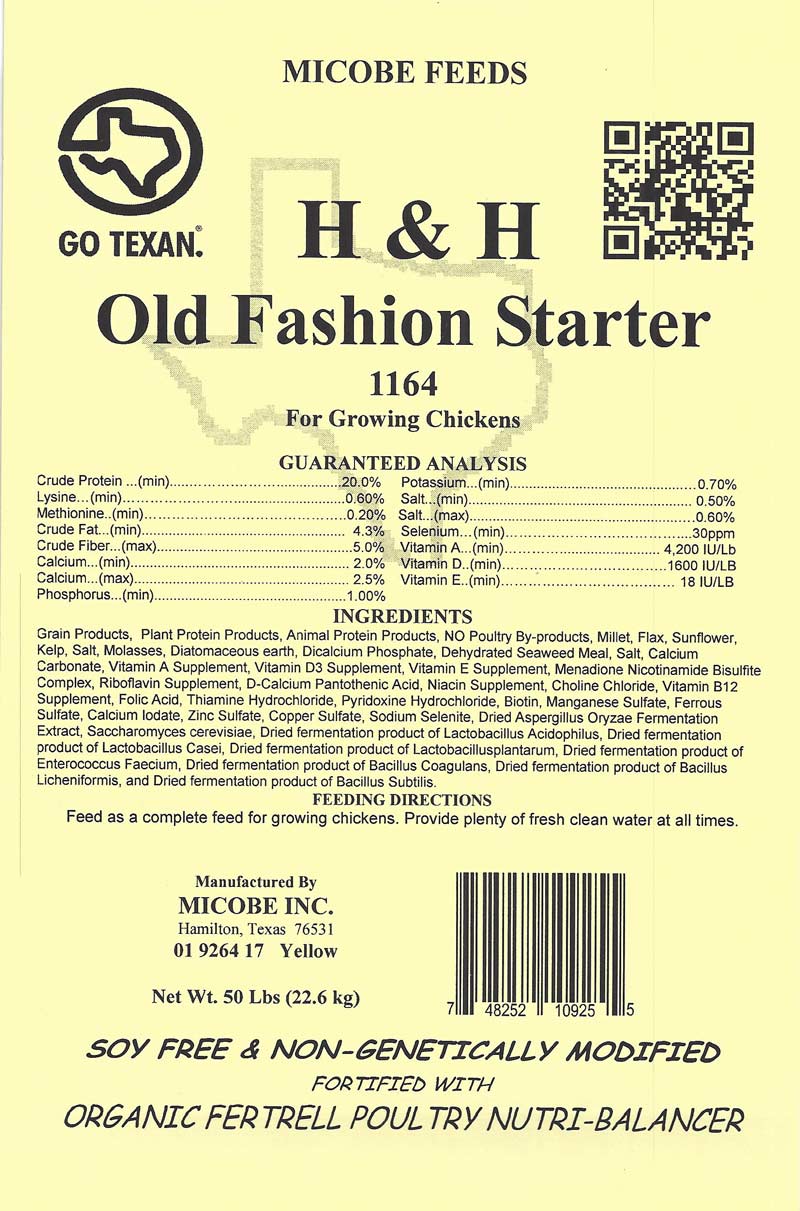 MICOBE FEEDS
GO TEXAN.®
H & H
Old Fashion Starter
1164
For Growing Chickens
GUARANTEED ANALYSIS
Crude Protein ...(min)..................................20.0%
Lysine...(min)..................................0.60%
Methionine..(min)..................................0.20%
Crude Fat...(min)..................................4.3%
Crude Fiber...(max)..................................5.0%
Calcium...(min)..................................2.0%
Calcium...(max)..................................2.5%
Phosphorus...(min)..................................1.00%
Potassium...(min)..................................0.70%
Salt...(min)..................................0.50%
Salt...(max)..................................0.60%
Selenium...(min)..................................30ppm
Vitamin A...(min)..................................4,200 IU/Lb
Vitamin D..(min)..................................1600 IU/LB
Vitamin E..(min)..................................18 IU/LB
INGREDIENTS
Grain Products, Plant Protein Products, Animal Protein Products, NO Poultry By-products, Millet, Flax, Sunflower,
Kelp, Salt, Molasses, Diatomaceous earth, Dicalcium Phosphate, Dehydrated Seaweed Meal, Salt, Calcium
Carbonate, Vitamin A Supplement, Vitamin D3 Supplement, Vitamin E Supplement, Menadione Nicotinamide Bisulfite
Complex, Riboflavin Supplement, D-Calcium Pantothenic Acid, Niacin Supplement, Choline Chloride, Vitamin B12
Supplement, Folic Acid, Thiamine Hydrochloride, Pyridoxine Hydrochloride, Biotin, Manganese Sulfate, Ferrous
Sulfate, Calcium Iodate, Zinc Sulfate, Copper Sulfate, Sodium Selenite, Dried Aspergillus Oryzae Fermentation
Extract, Saccharomyces cerevisiae, Dried fermentation product of Lactobacillus Acidophilus, Dried fermentation
product of Lactobacillus Casei, Dried fermentation product of Lactobacillusplantarum, Dried fermentation product of
Enterococcus Faecium, Dried fermentation product of Bacillus Coagulans, Dried fermentation product of Bacillus
Licheniformis, and Dried fermentation product of Bacillus Subtilis.
FEEDING DIRECTIONS
Feed as a complete feed for growing chickens. Provide plenty of fresh clean water at all times.
Manufactured By
MICOBE INC.
Hamilton, Texas 76531
01 9264 17 Yellow
Net Wt. 50 Lbs (22.6 kg)
7 48252 10925 5
SOY FREE & NON-GENETICALLY MODIFIED
FORTIFIED WITH
ORGANIC FERTRELL POULTRY NUTRI-BALANCER